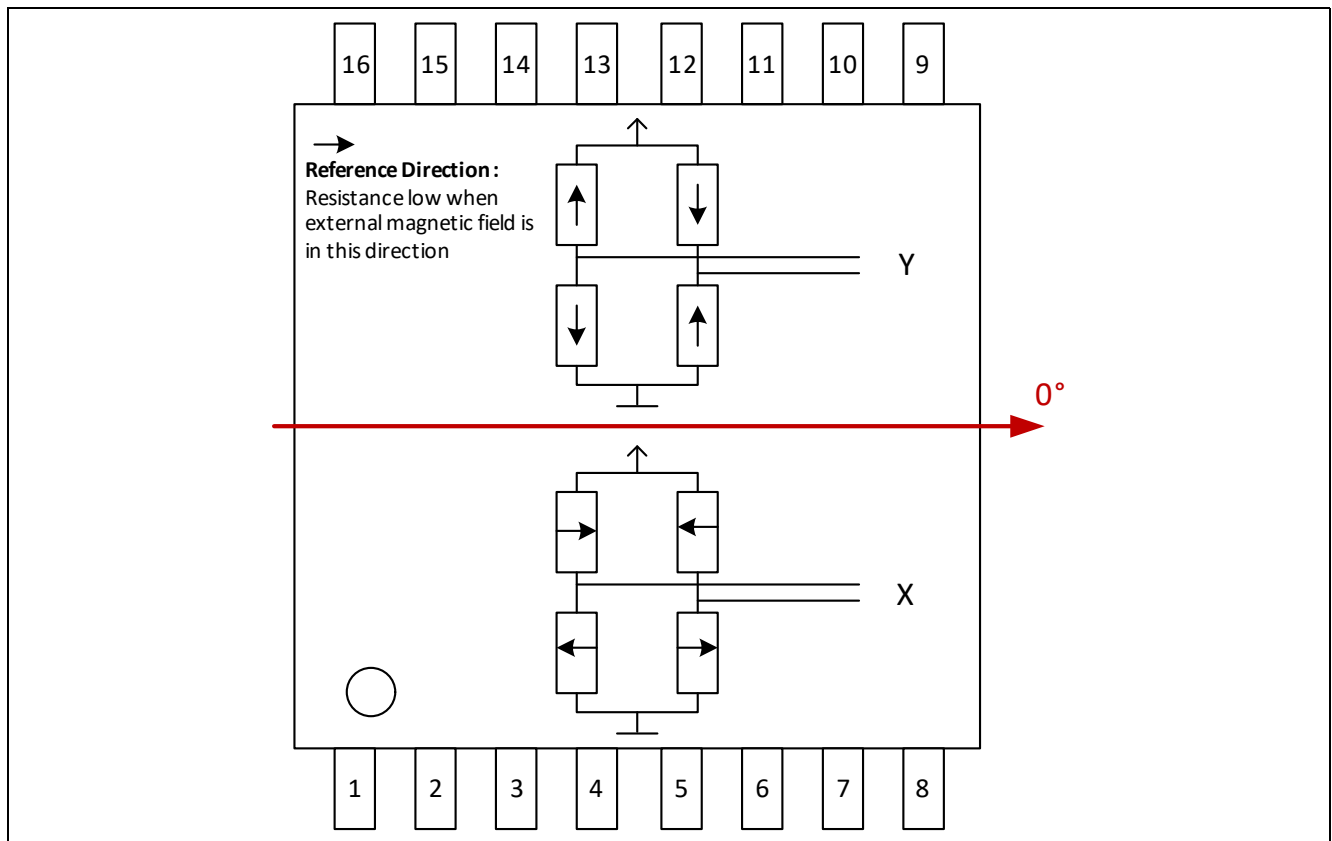 16 15 14 13 12 11 10 9
Reference Direction:
Resistance low when
external magnetic field is
in this direction
Y
0°
X
1 2 3 4 5 6 7 8